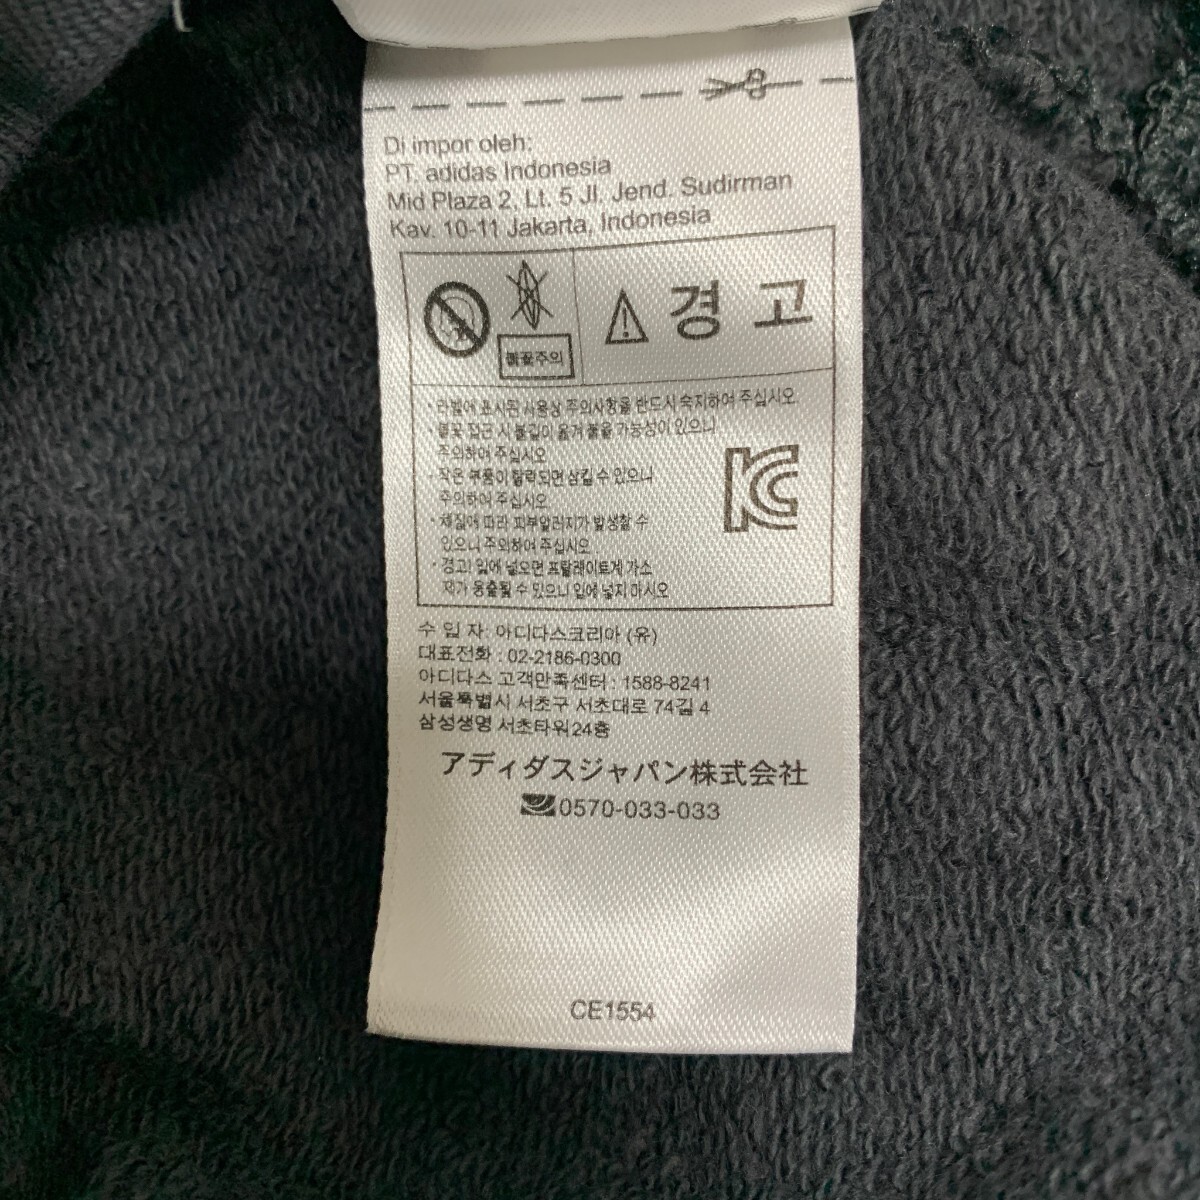 Di impor oleh:
PT. adidas Indonesia
Mid Plaza 2, Lt. 5 Jl. Jend. Sudirman
Kav. 10-11 Jakarta, Indonesia
불꽃주의
경 고
· 라벨에 표시된 사용상 주의사항을 반드시 숙지하여 주십시오.
· 불꽃 접근 시 불길이 옮겨 붙을 가능성이 있으니
주의하여 주십시오
· 작은 부품이 탈락되면 삼킬 수 있으니
주의하여 주십시오
· 재질에 따라 피부알러지가 발생할 수
있으니 주의하여 주십시오
· 경고! 입에 넣으면 프탈레이트계 가소
제가 용출될 수 있으니 입에 넣지 마시오
KC
수 입 자: 아디다스코리아 (유)
대표전화 : 02-2186-0300
아디다스 고객만족센터 : 1588-8241
서울특별시 서초구 서초대로 74길 4
삼성생명 서초타워24층
アディダスジャパン株式会社
0570-033-033
CE1554